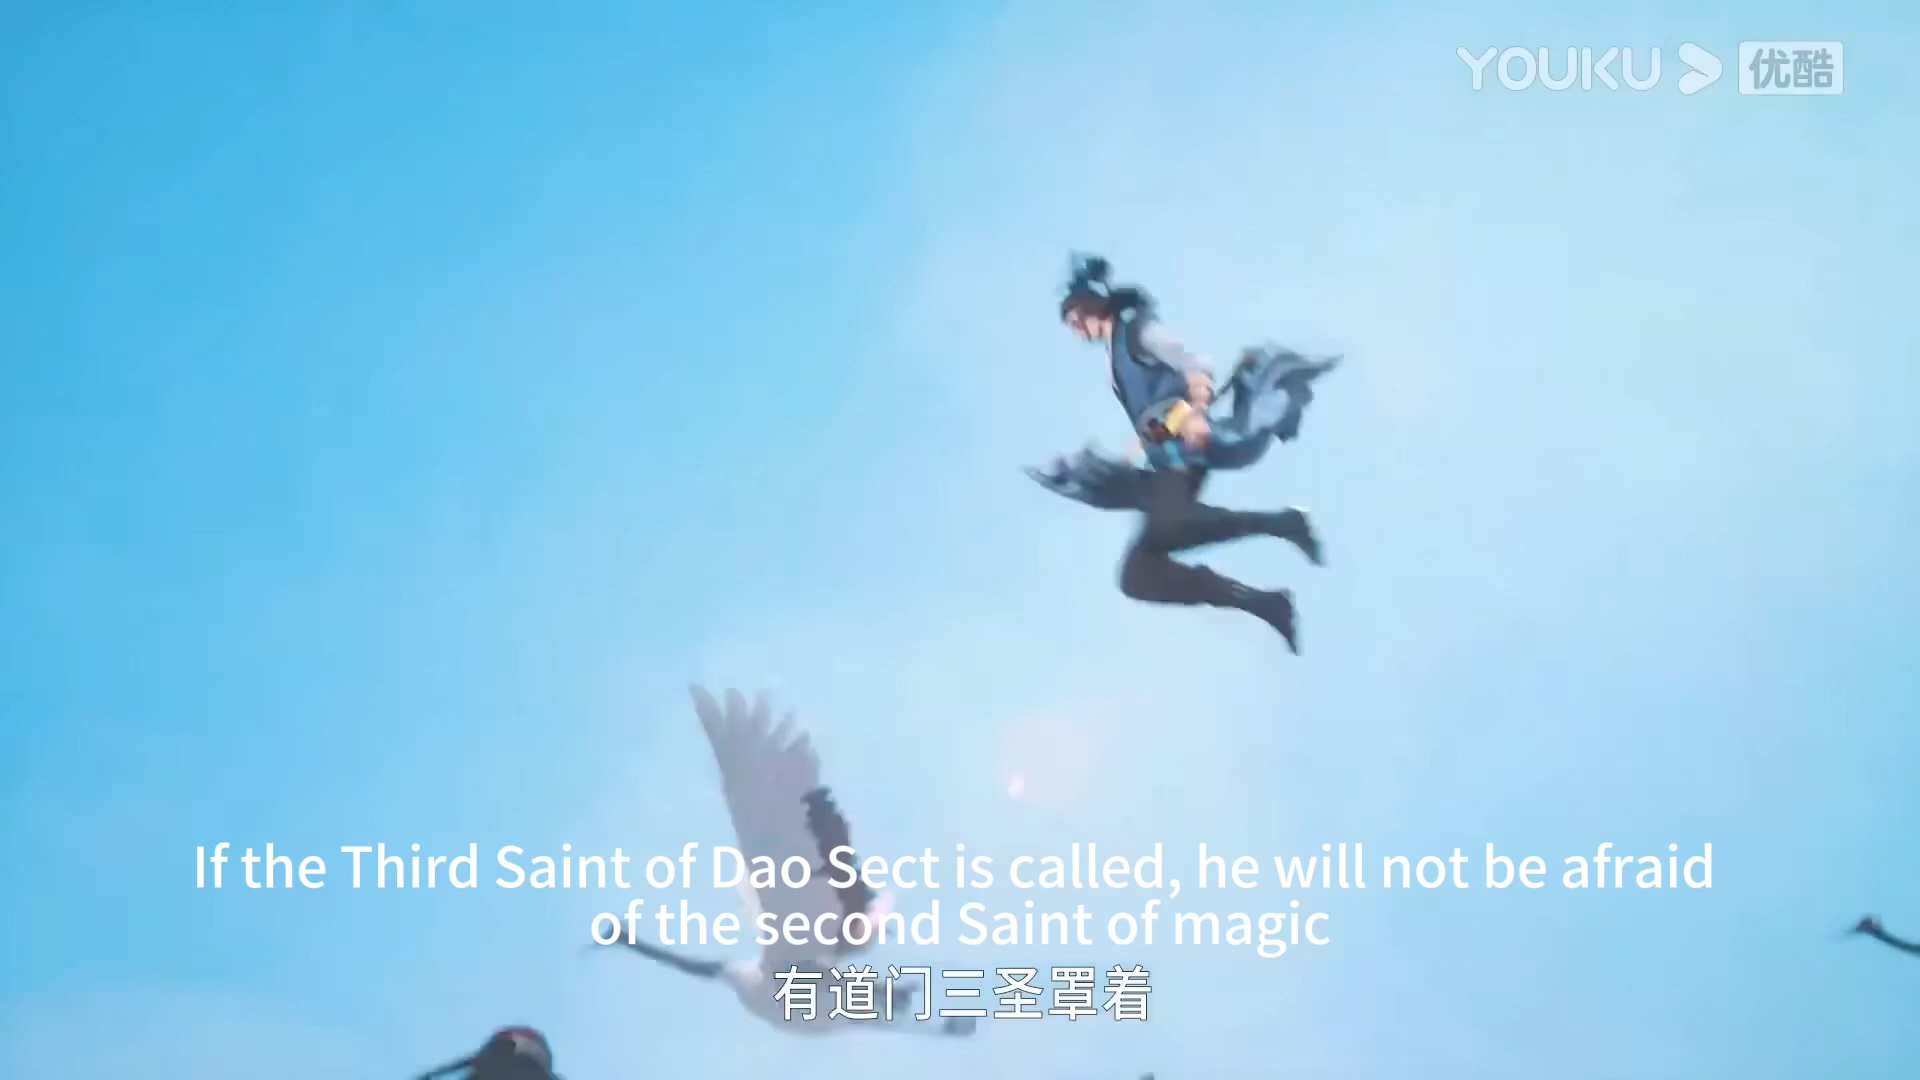 YOUKU 优酷
If the Third Saint of Dao Sect is called, he will not be afraid
of the second Saint of magic
有道门三圣罩着